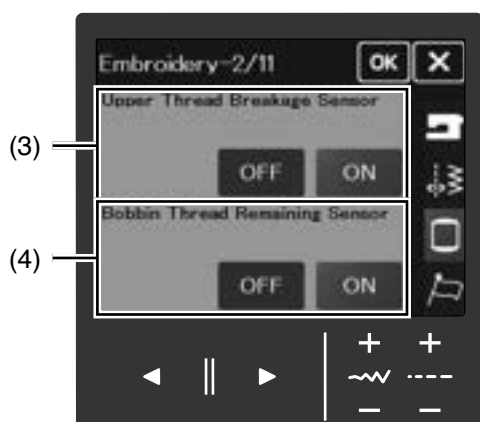 Embroidery-2/11 OK X
Upper Thread Breakage Sensor
(3)
OFF ON
Bobbin Thread Remaining Sensor
(4)
OFF ON
+ +
− −